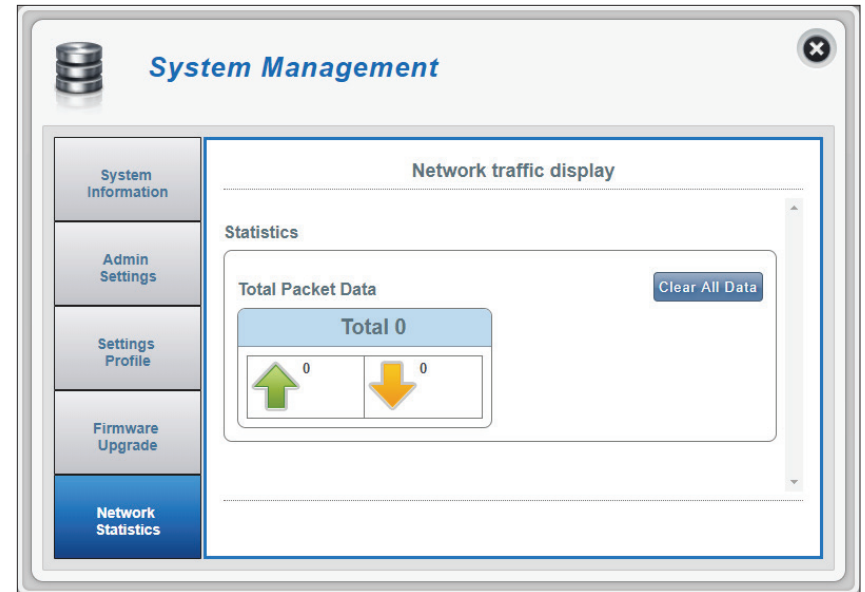 System Management
System
Information
Admin
Settings
Settings
Profile
Firmware
Upgrade
Network
Statistics
Network traffic display
Statistics
Total Packet Data
Clear All Data
Total 0
0
0